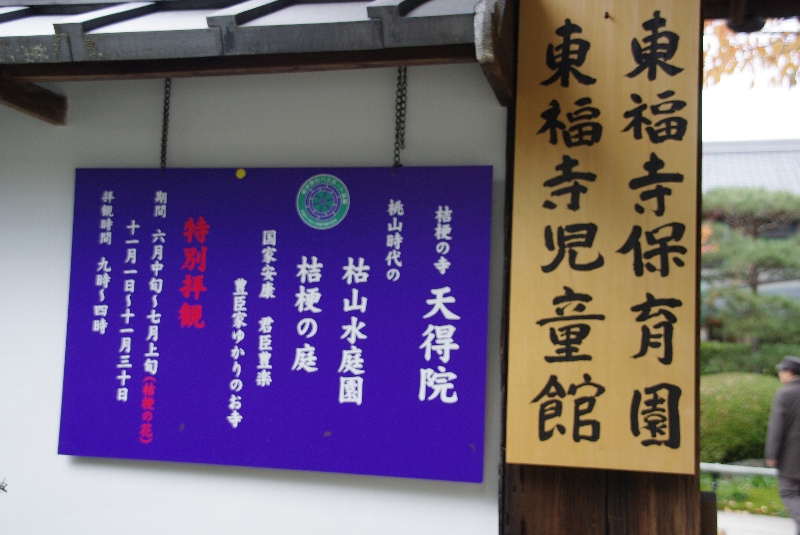 東福寺保育園
東福寺児童館
桔梗の寺 天得院
桃山時代の
枯山水庭園
桔梗の庭
国家安康 君臣豊楽
豊臣家ゆかりのお寺
特別拝観
期間 六月中旬〜七月上旬(桔梗の花)
十一月一日〜十一月三十日
拝観時間 九時〜四時